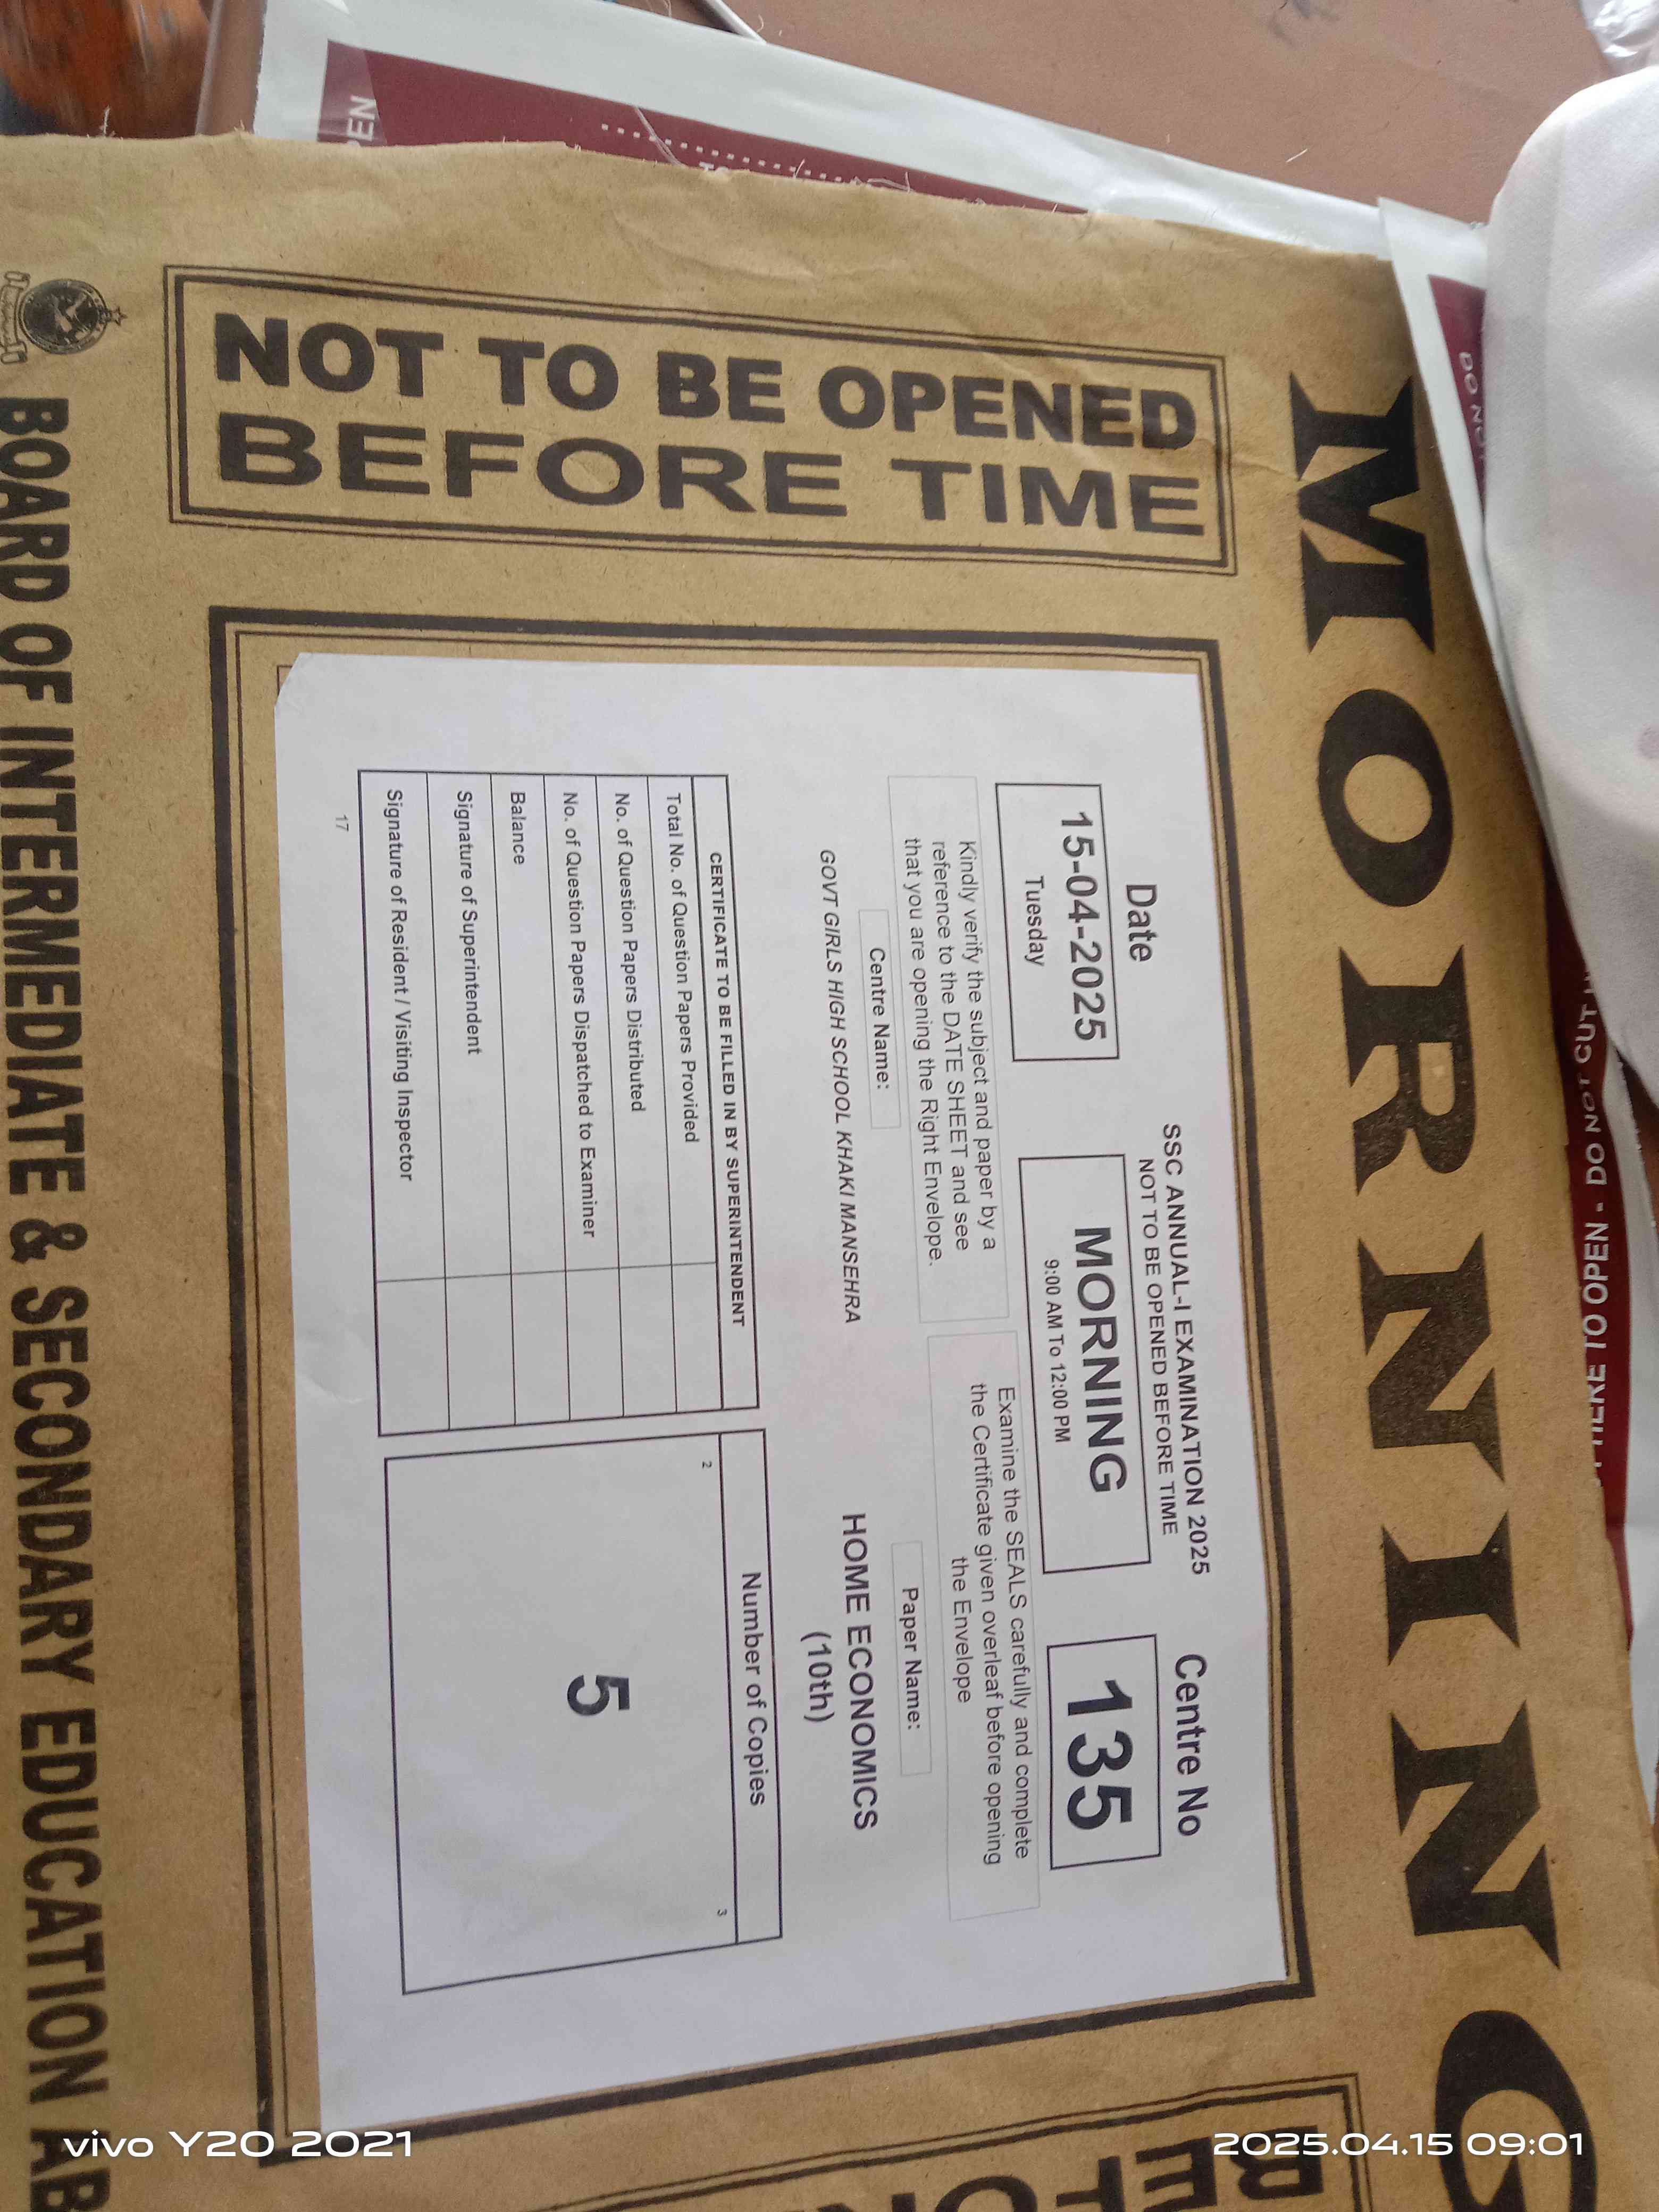 MORNING
NOT TO BE OPENED
BEFORE TIME
SSC ANNUAL-I EXAMINATION 2025
NOT TO BE OPENED BEFORE TIME
Date
15-04-2025
Tuesday
MORNING
9:00 AM To 12:00 PM
Centre No
135
Kindly verify the subject and paper by a
reference to the DATE SHEET and see
that you are opening the Right Envelope.
Examine the SEALS carefully and complete
the Certificate given overleaf before opening
the Envelope
Centre Name:
GOVT GIRLS HIGH SCHOOL KHAKI MANSEHRA
Paper Name:
HOME ECONOMICS
(10th)
CERTIFICATE TO BE FILLED IN BY SUPERINTENDENT
Total No. of Question Papers Provided
No. of Question Papers Distributed
No. of Question Papers Dispatched to Examiner
Balance
Signature of Superintendent
Signature of Resident / Visiting Inspector
17
Number of Copies
2
3
5
BOARD OF INTERMEDIATE & SECONDARY EDUCATION AB
HERE TO OPEN - DO NOT CUT
DO NO
PEN
vivo Y20 2021
2025.04.15 09:01